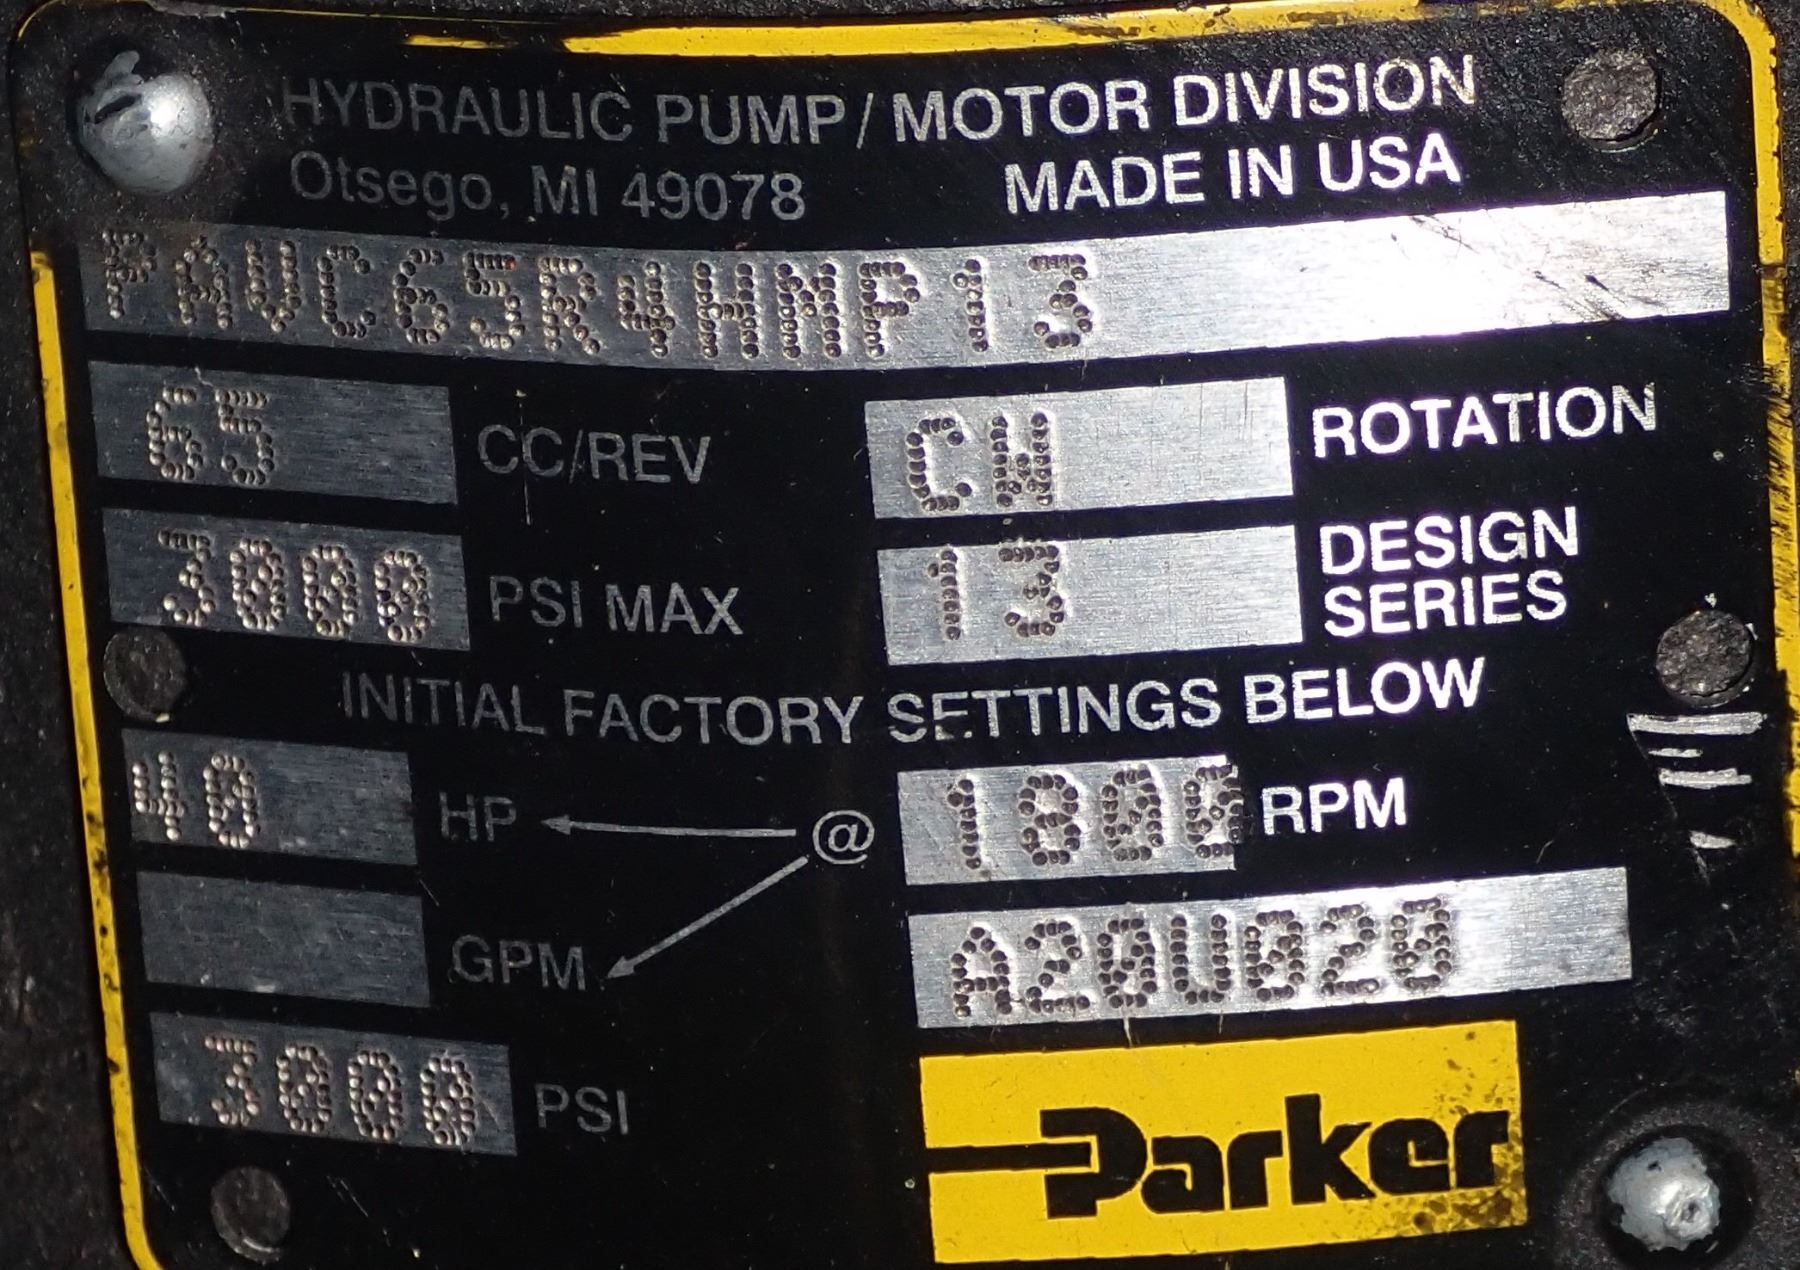 HYDRAULIC PUMP/MOTOR DIVISION
Otsego, MI 49078 MADE IN USA
PAVC65R4HMP13
65 CC/REV CW ROTATION
3000 PSI MAX 13 DESIGN SERIES
INITIAL FACTORY SETTINGS BELOW
40 HP @ 1800 RPM
GPM A20U020
3000 PSI
Parker